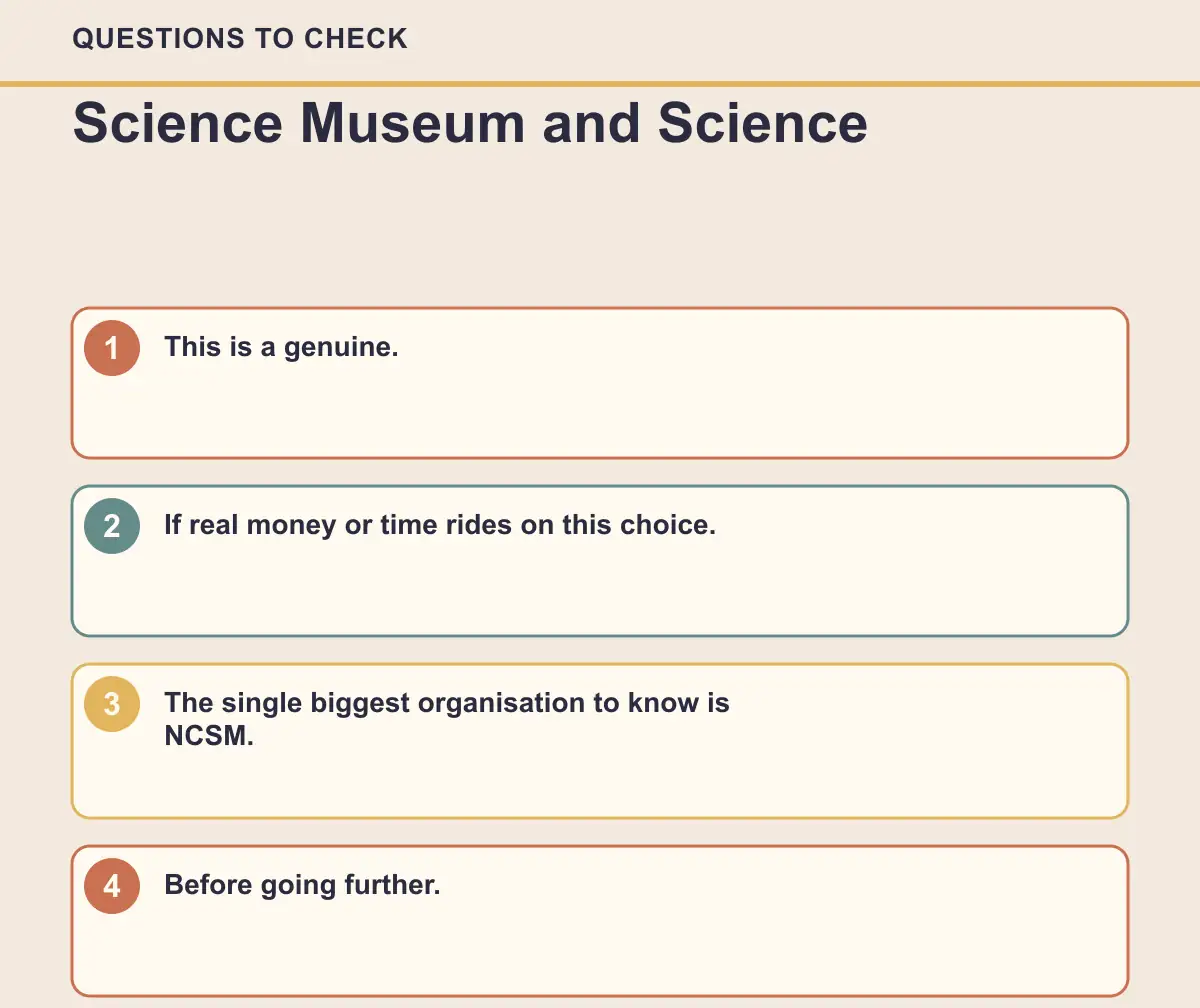 QUESTIONS TO CHECK
Science Museum and Science
1
This is a genuine.
2
If real money or time rides on this choice.
3
The single biggest organisation to know is
NCSM.
4
Before going further.